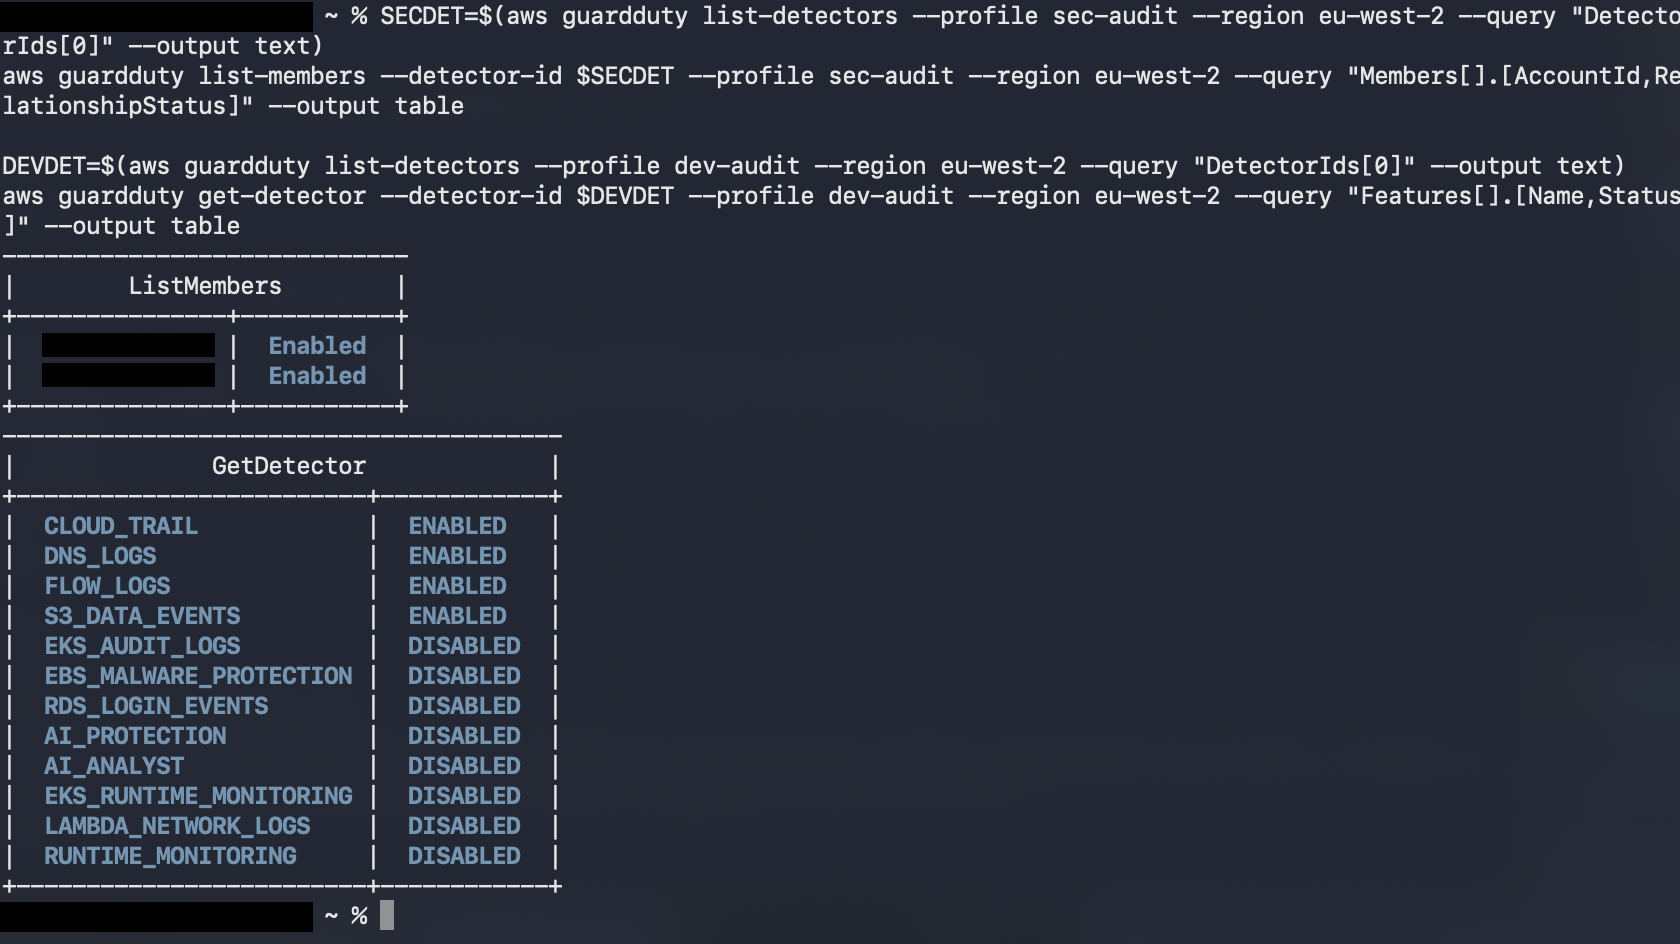 ~ % SECDET=$(aws guardduty list-detectors --profile sec-audit --region eu-west-2 --query "Detecto
rIds[0]" --output text)
aws guardduty list-members --detector-id $SECDET --profile sec-audit --region eu-west-2 --query "Members[].[AccountId,Re
lationshipStatus]" --output table
DEVDET=$(aws guardduty list-detectors --profile dev-audit --region eu-west-2 --query "DetectorIds[0]" --output text)
aws guardduty get-detector --detector-id $DEVDET --profile dev-audit --region eu-west-2 --query "Features[].[Name,Status
]" --output table
----------------------------
| ListMembers |
+---------------+-----------+
| | Enabled |
| | Enabled |
+---------------+-----------+
----------------------------------------
| GetDetector |
+-------------------------+------------+
| CLOUD_TRAIL | ENABLED |
| DNS_LOGS | ENABLED |
| FLOW_LOGS | ENABLED |
| S3_DATA_EVENTS | ENABLED |
| EKS_AUDIT_LOGS | DISABLED |
| EBS_MALWARE_PROTECTION | DISABLED |
| RDS_LOGIN_EVENTS | DISABLED |
| AI_PROTECTION | DISABLED |
| AI_ANALYST | DISABLED |
| EKS_RUNTIME_MONITORING | DISABLED |
| LAMBDA_NETWORK_LOGS | DISABLED |
| RUNTIME_MONITORING | DISABLED |
+-------------------------+------------+
~ %